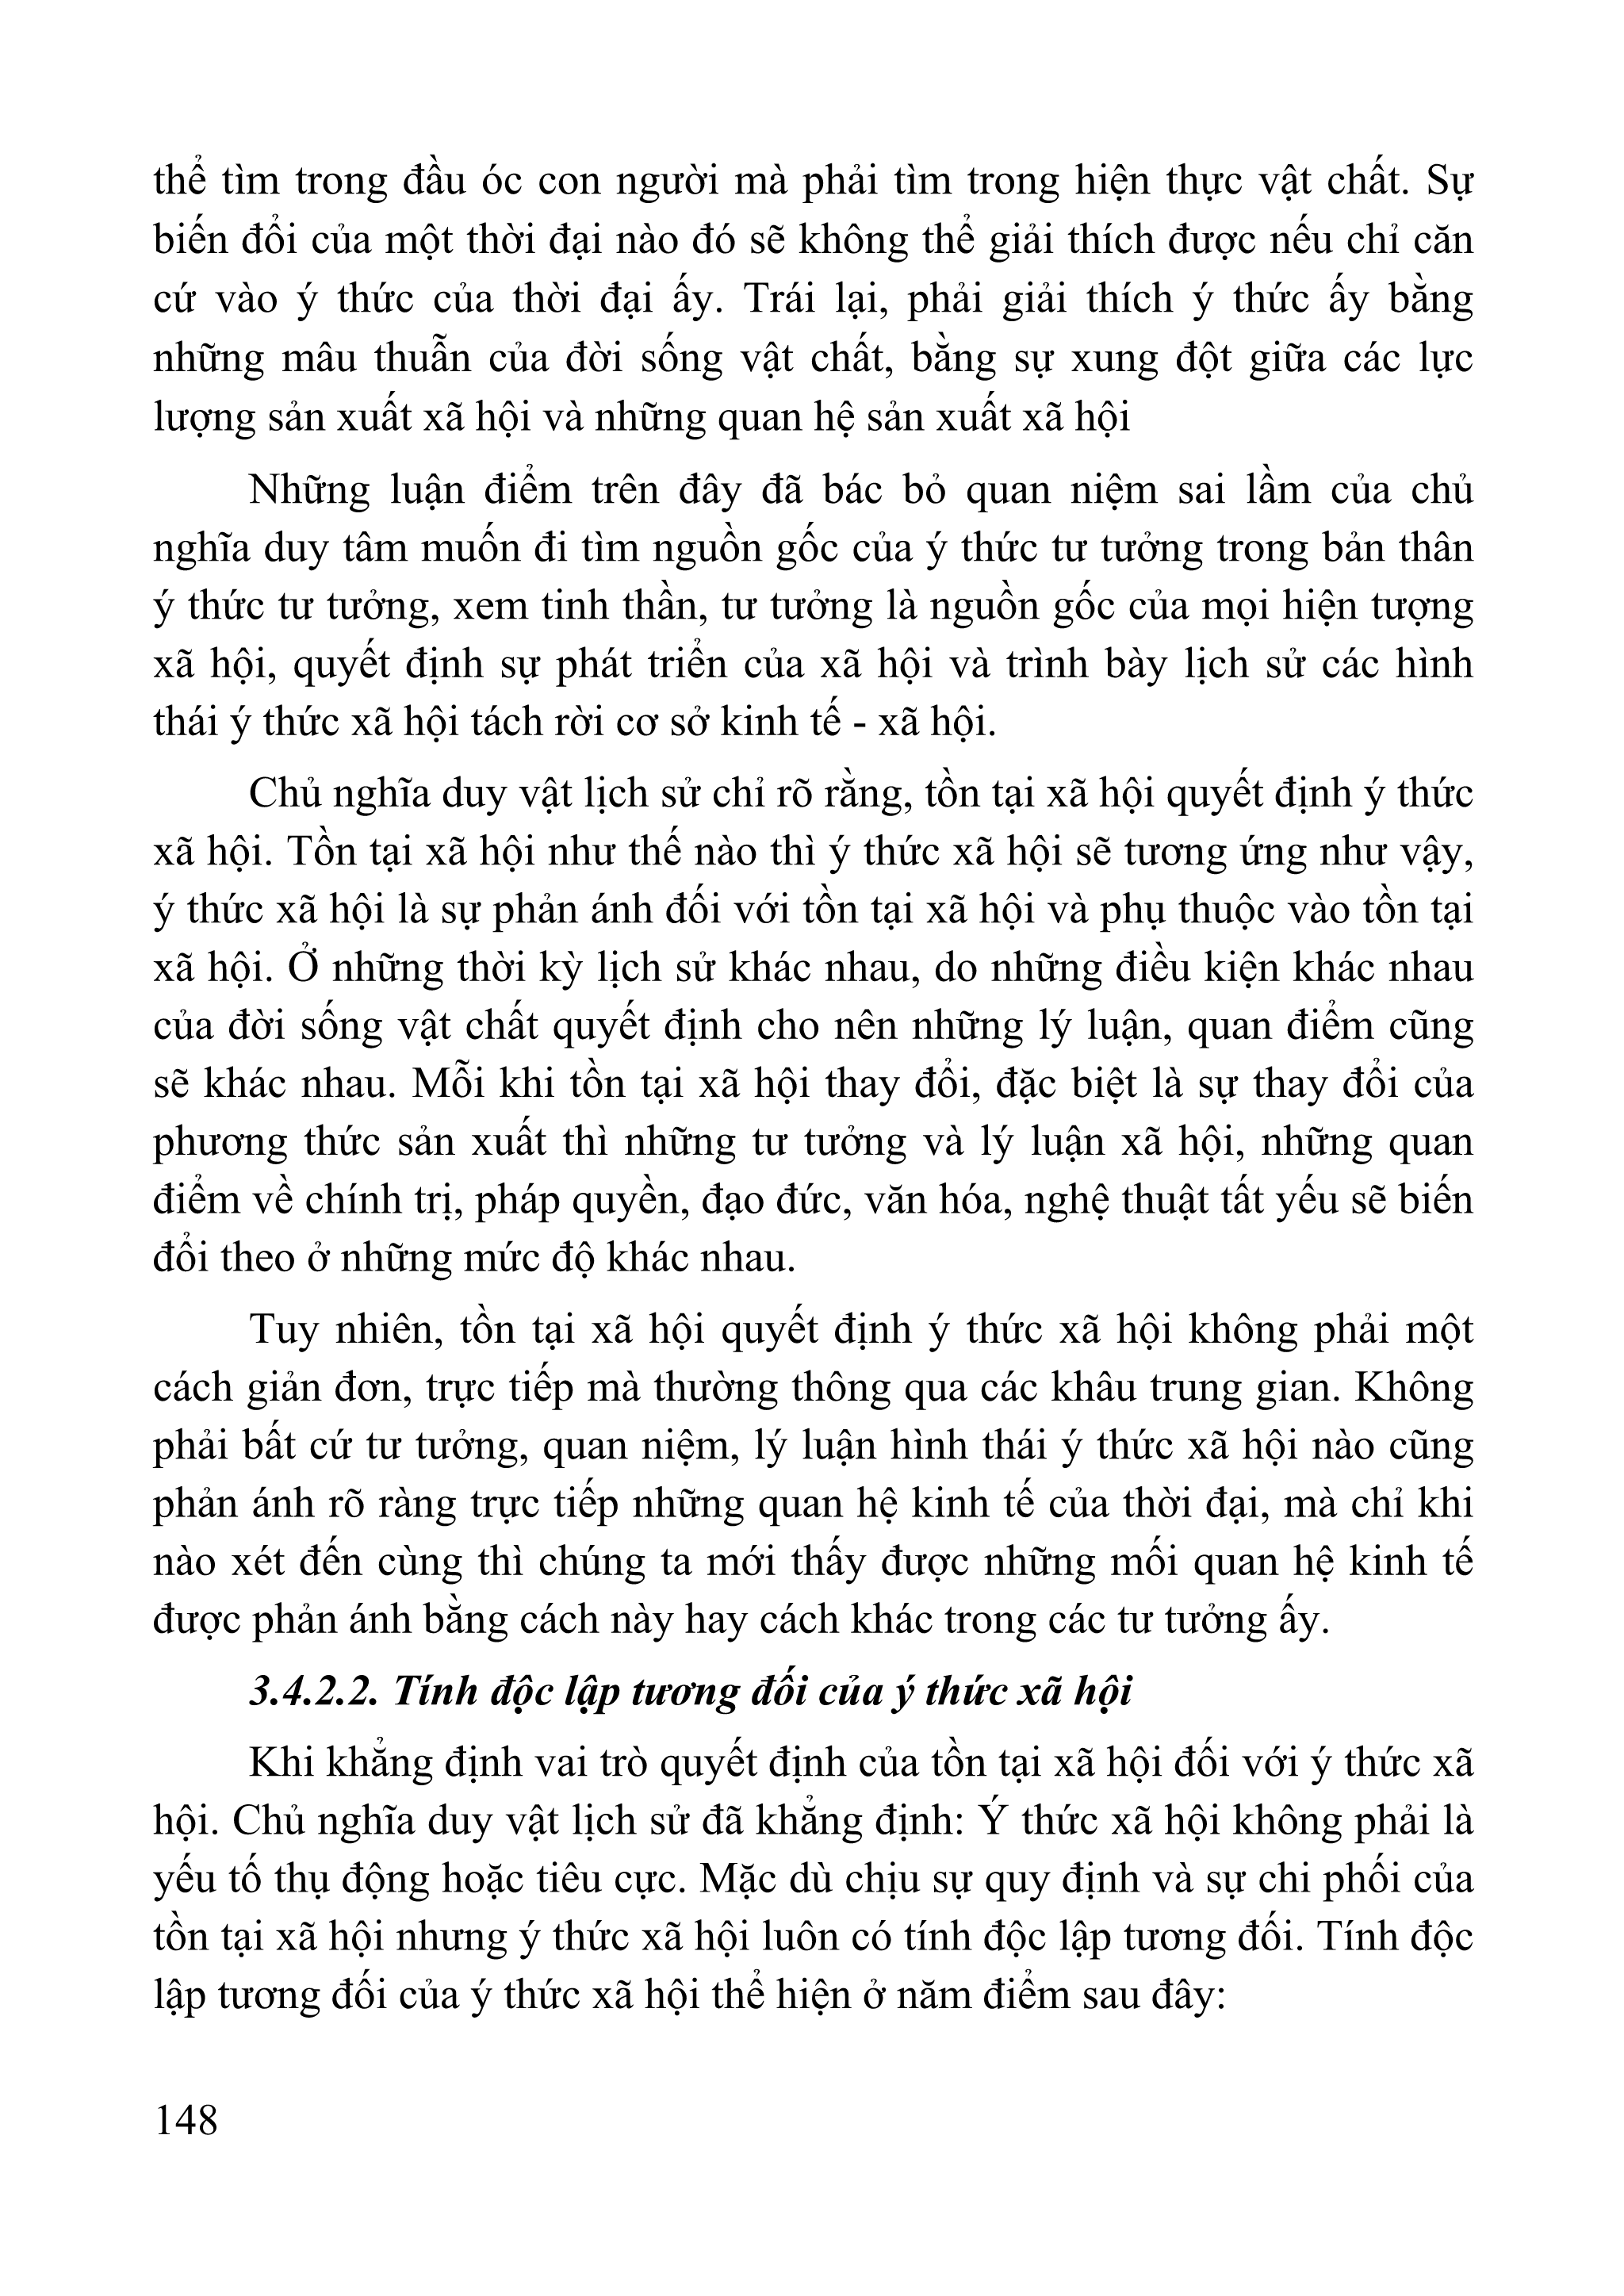 thể tìm trong đầu óc con người mà phải tìm trong hiện thực vật chất. Sự
biến đổi của một thời đại nào đó sẽ không thể giải thích được nếu chỉ căn
cứ vào ý thức của thời đại ấy. Trái lại, phải giải thích ý thức ấy bằng
những mâu thuẫn của đời sống vật chất, bằng sự xung đột giữa các lực
lượng sản xuất xã hội và những quan hệ sản xuất xã hội
Những luận điểm trên đây đã bác bỏ quan niệm sai lầm của chủ
nghĩa duy tâm muốn đi tìm nguồn gốc của ý thức tư tưởng trong bản thân
ý thức tư tưởng, xem tinh thần, tư tưởng là nguồn gốc của mọi hiện tượng
xã hội, quyết định sự phát triển của xã hội và trình bày lịch sử các hình
thái ý thức xã hội tách rời cơ sở kinh tế - xã hội.
Chủ nghĩa duy vật lịch sử chỉ rõ rằng, tồn tại xã hội quyết định ý thức
xã hội. Tồn tại xã hội như thế nào thì ý thức xã hội sẽ tương ứng như vậy,
ý thức xã hội là sự phản ánh đối với tồn tại xã hội và phụ thuộc vào tồn tại
xã hội. Ở những thời kỳ lịch sử khác nhau, do những điều kiện khác nhau
của đời sống vật chất quyết định cho nên những lý luận, quan điểm cũng
sẽ khác nhau. Mỗi khi tồn tại xã hội thay đổi, đặc biệt là sự thay đổi của
phương thức sản xuất thì những tư tưởng và lý luận xã hội, những quan
điểm về chính trị, pháp quyền, đạo đức, văn hóa, nghệ thuật tất yếu sẽ biến
đổi theo ở những mức độ khác nhau.
Tuy nhiên, tồn tại xã hội quyết định ý thức xã hội không phải một
cách giản đơn, trực tiếp mà thường thông qua các khâu trung gian. Không
phải bất cứ tư tưởng, quan niệm, lý luận hình thái ý thức xã hội nào cũng
phản ánh rõ ràng trực tiếp những quan hệ kinh tế của thời đại, mà chỉ khi
nào xét đến cùng thì chúng ta mới thấy được những mối quan hệ kinh tế
được phản ánh bằng cách này hay cách khác trong các tư tưởng ấy.
3.4.2.2. Tính độc lập tương đối của ý thức xã hội
Khi khẳng định vai trò quyết định của tồn tại xã hội đối với ý thức xã
hội. Chủ nghĩa duy vật lịch sử đã khẳng định: Ý thức xã hội không phải là
yếu tố thụ động hoặc tiêu cực. Mặc dù chịu sự quy định và sự chi phối của
tồn tại xã hội nhưng ý thức xã hội luôn có tính độc lập tương đối. Tính độc
lập tương đối của ý thức xã hội thể hiện ở năm điểm sau đây:
148